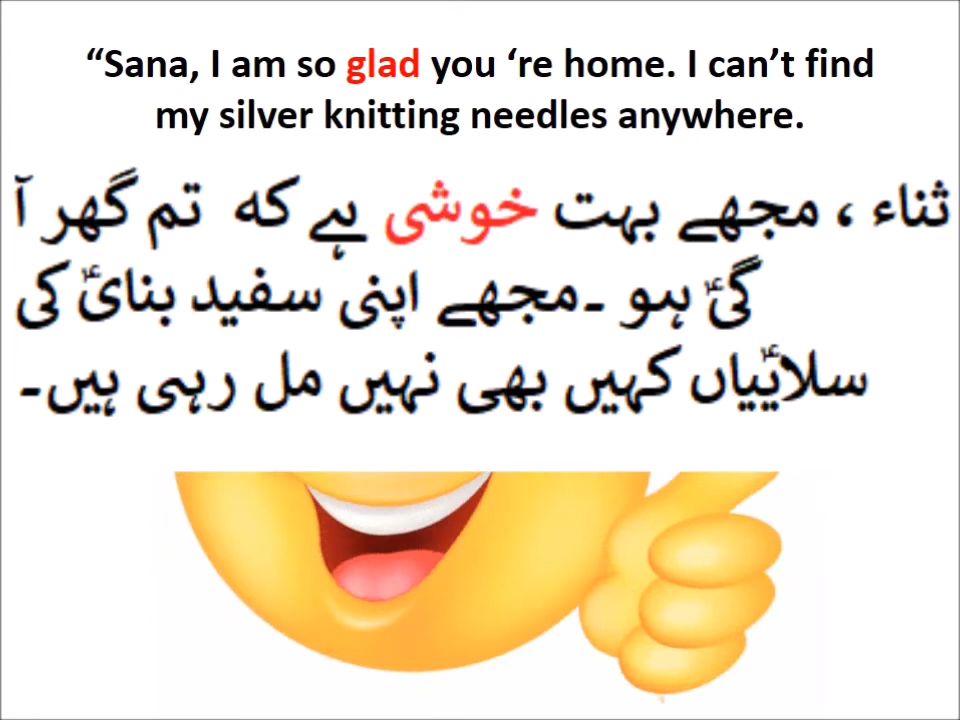 “Sana, I am so glad you ‘re home. I can’t find
my silver knitting needles anywhere.
ثناء ، مجھے بہت خوشی ہے کہ تم گھر آ
گئ ہو ۔مجھے اپنی سفید بنائ کی
سلائیاں کہیں بھی نہیں مل رہی ہیں۔